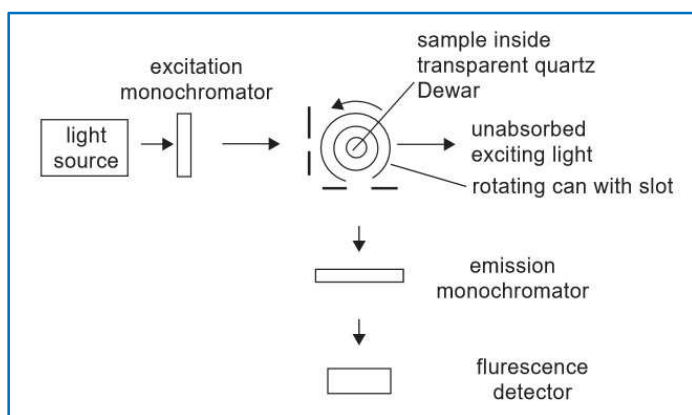 sample inside
transparent quartz
Dewar
excitation
monochromator
light
source
unabsorbed
exciting light
rotating can with slot
emission
monochromator
flurescence
detector